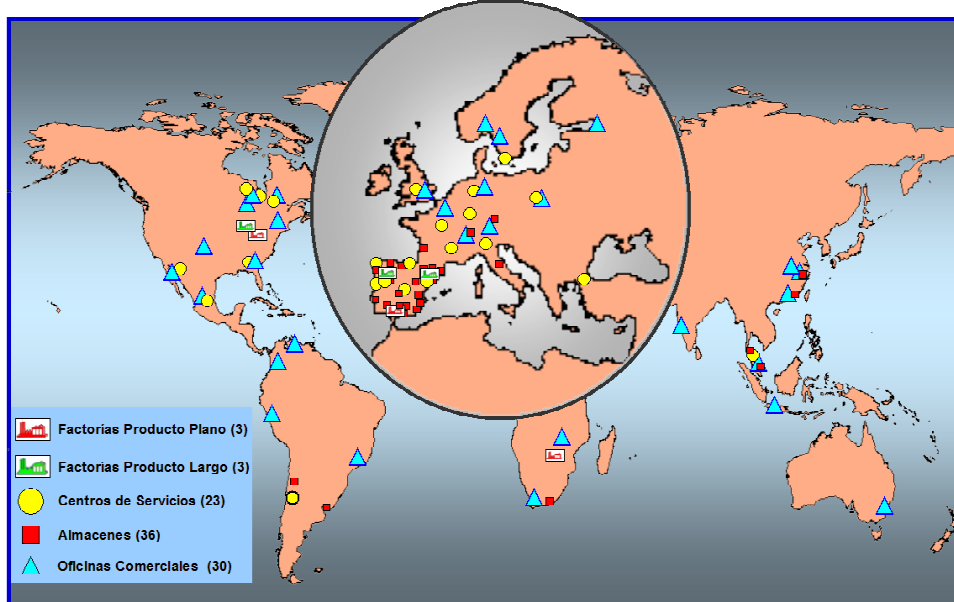 Factorías Producto Plano (3)
Factorías Producto Largo (3)
Centros de Servicios (23)
Almacenes (36)
Oficinas Comerciales (30)